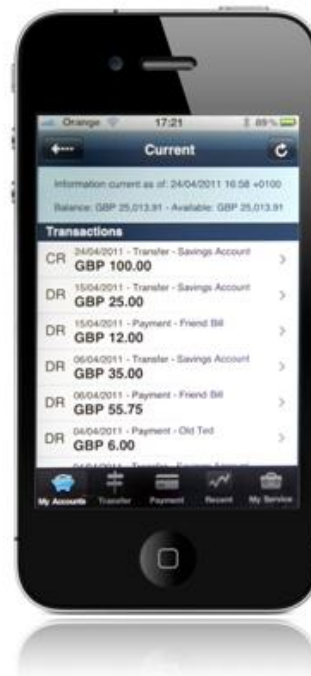 Orange 17:21 89%
Current
Information current as of: 24/04/2011 16:58 +0100
Balance: GBP 25,013.91 - Available: GBP 25,013.91
Transactions
24/04/2011 - Transfer - Savings Account
CR GBP 100.00
15/04/2011 - Transfer - Savings Account
DR GBP 25.00
15/04/2011 - Payment - Friend Bill
DR GBP 12.00
06/04/2011 - Transfer - Savings Account
DR GBP 35.00
06/04/2011 - Payment - Friend Bill
DR GBP 55.75
04/04/2011 - Payment - Old Ted
DR GBP 6.00
My Accounts Transfer Payment Recent My Service